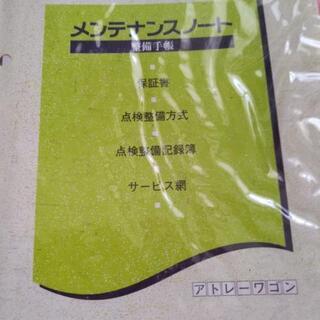 メンテナンスノート
整備手帳
保証書
点検整備方式
点検整備記録簿
サービス網
アトレーワゴン